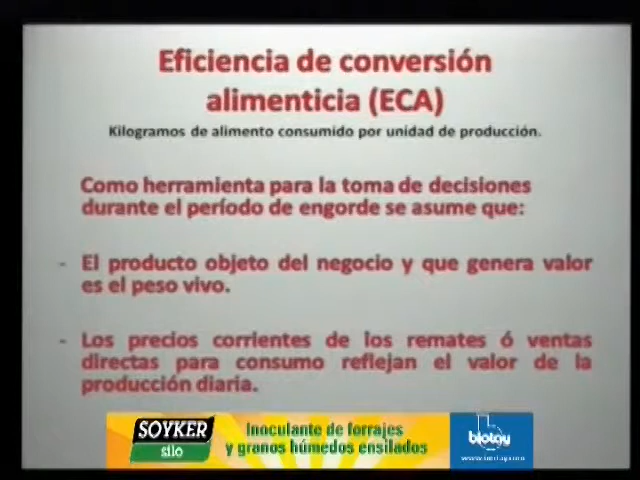 Eficiencia de conversión
alimenticia (ECA)
Kilogramos de alimento consumido por unidad de producción.
Como herramienta para la toma de decisiones
durante el período de engorde se asume que:
- El producto objeto del negocio y que genera valor
es el peso vivo.
- Los precios corrientes de los remates ó ventas
directas para consumo reflejan el valor de la
producción diaria.
SOYKER
silo
Inoculante de forrajes
y granos húmedos ensilados